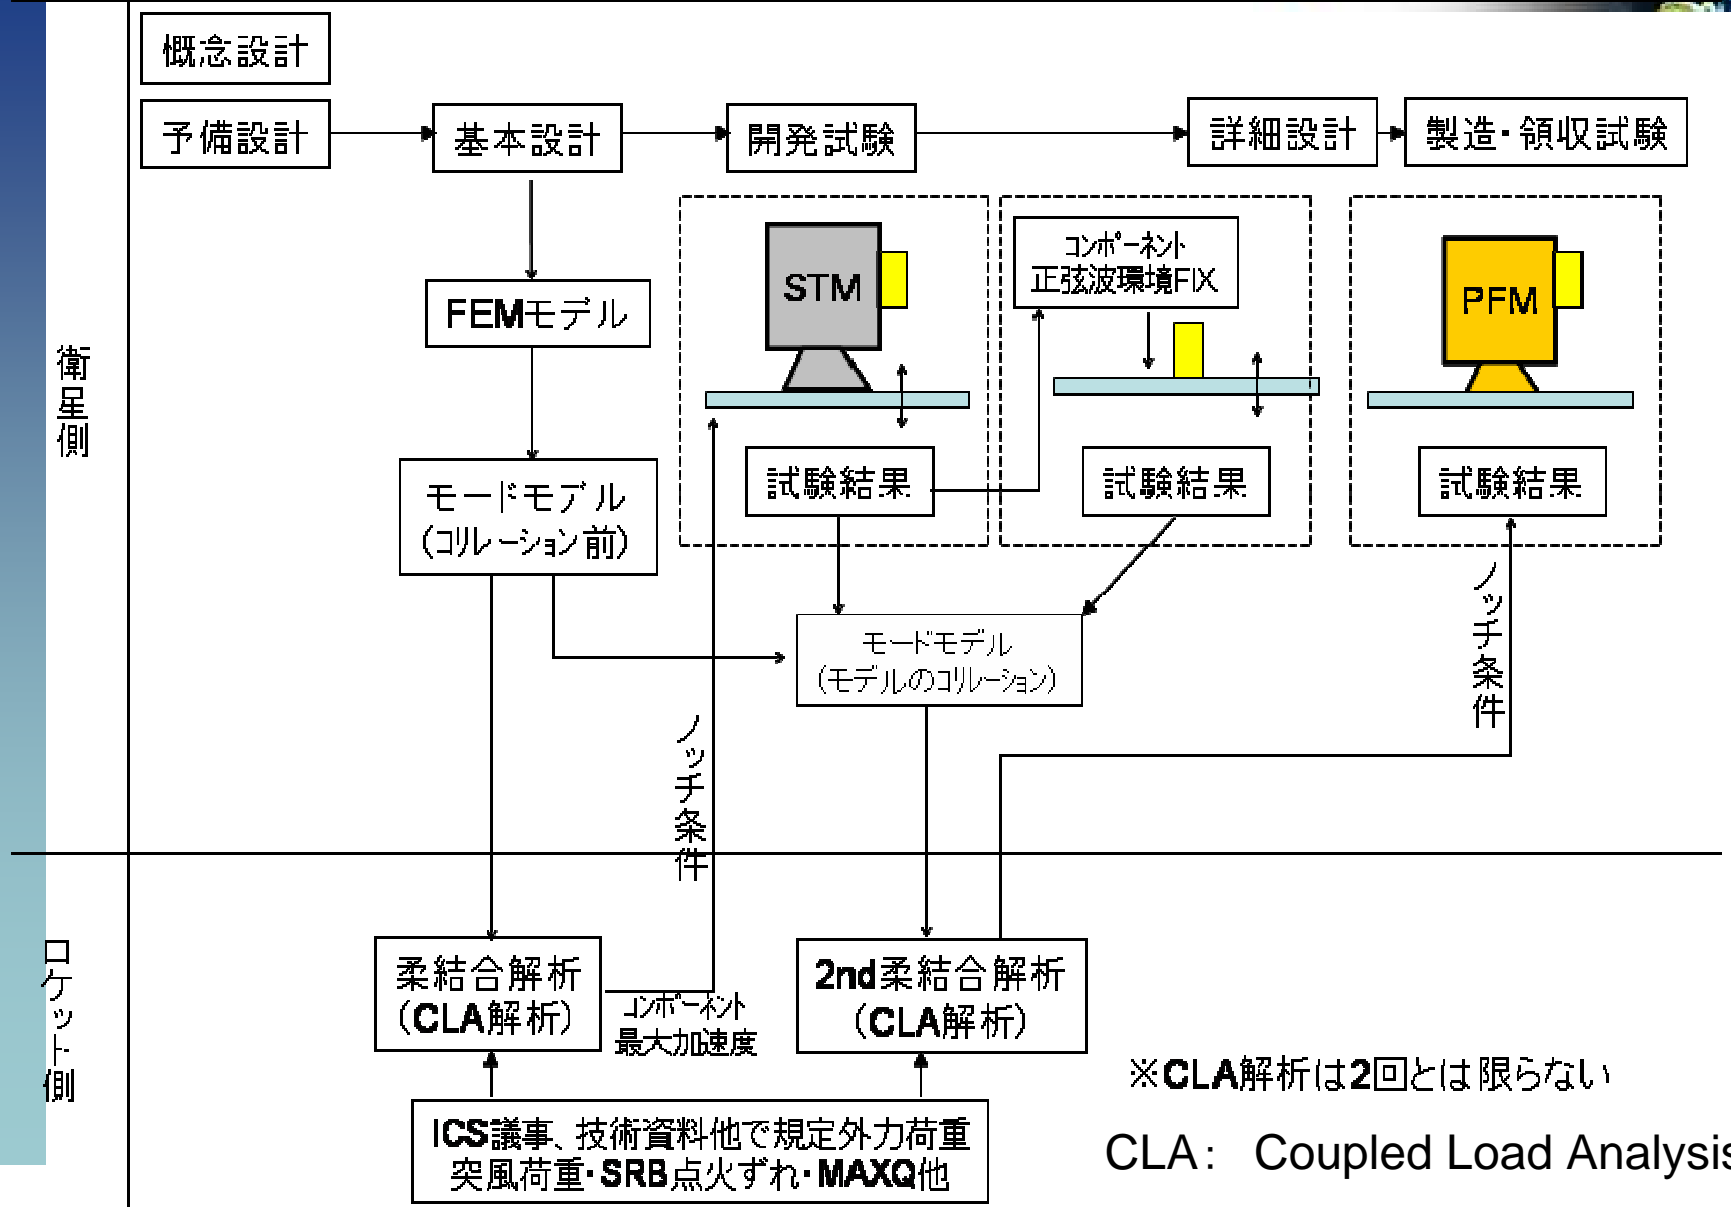 概念設計
予備設計
基本設計
開発試験
詳細設計
製造・領収試験
衛星側
FEMモデル
STM
コンポーネント
正弦波環境FIX
PFM
試験結果
試験結果
試験結果
モードモデル
(コリレーション前)
モードモデル
(モデルのコリレーション)
ノッチ条件
ノッチ条件
ロケット側
柔結合解析
(CLA解析)
コンポーネント
最大加速度
2nd柔結合解析
(CLA解析)
※CLA解析は2回とは限らない
ICS議事、技術資料他で規定外力荷重
突風荷重・SRB点火ずれ・MAXQ他
CLA： Coupled Load Analysis